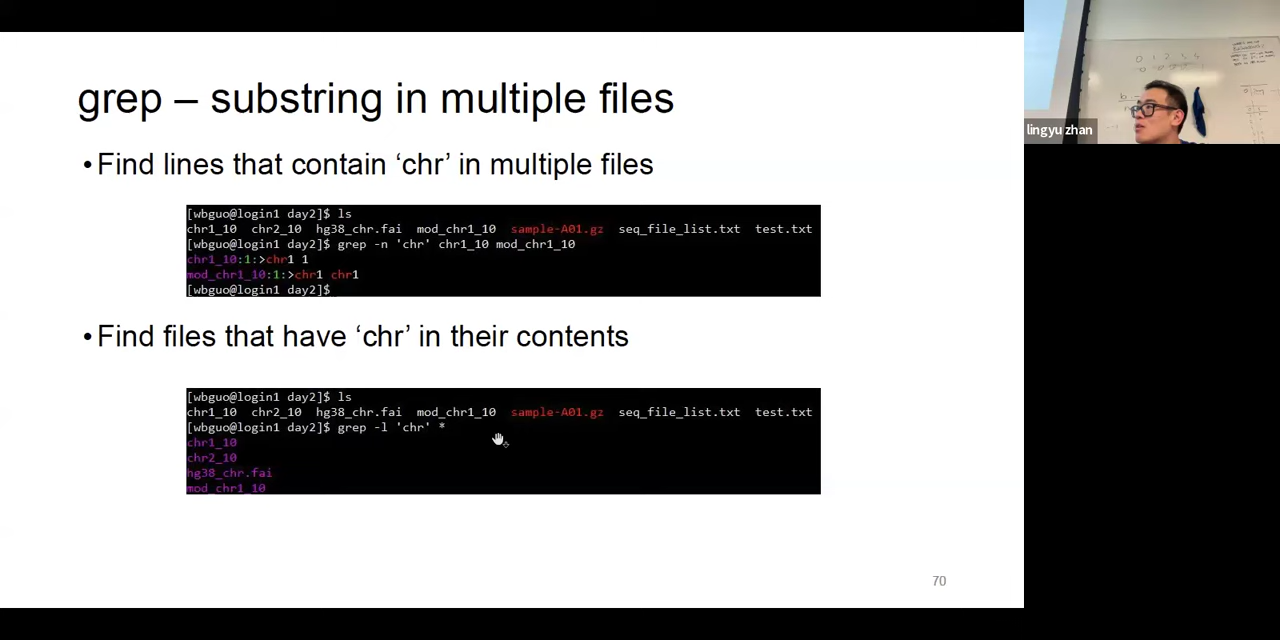 grep – substring in multiple files
•Find lines that contain ‘chr’ in multiple files
[wbguo@login1 day2]$ ls
chr1_10 chr2_10 hg38_chr.fai mod_chr1_10 sample-A01.gz seq_file_list.txt test.txt
[wbguo@login1 day2]$ grep -n 'chr' chr1_10 mod_chr1_10
chr1_10:1:>chr1 1
mod_chr1_10:1:>chr1 chr1
[wbguo@login1 day2]$
•Find files that have ‘chr’ in their contents
[wbguo@login1 day2]$ ls
chr1_10 chr2_10 hg38_chr.fai mod_chr1_10 sample-A01.gz seq_file_list.txt test.txt
[wbguo@login1 day2]$ grep -l 'chr' *
chr1_10
chr2_10
hg38_chr.fai
mod_chr1_10
70
lingyu zhan